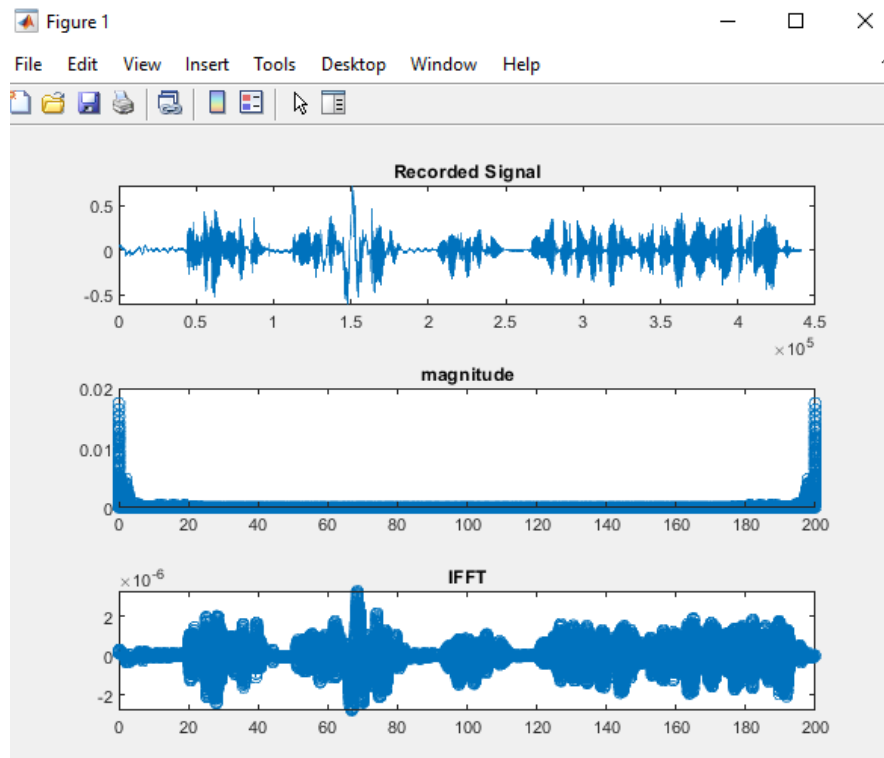 Figure 1
File Edit View Insert Tools Desktop Window Help
Recorded Signal
0.5
0
-0.5
0 0.5 1 1.5 2 2.5 3 3.5 4 4.5
×10⁵
magnitude
0.02
0.01
0
0 20 40 60 80 100 120 140 160 180 200
×10⁻⁶ IFFT
2
0
-2
0 20 40 60 80 100 120 140 160 180 200